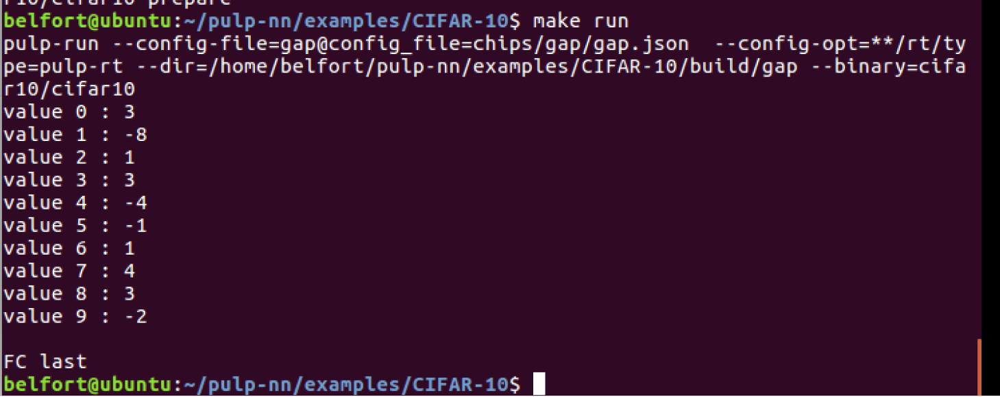 r10/cifar10 prepare
belfort@ubuntu:~/pulp-nn/examples/CIFAR-10$ make run
pulp-run --config-file=gap@config_file=chips/gap/gap.json  --config-opt=**/rt/ty
pe=pulp-rt --dir=/home/belfort/pulp-nn/examples/CIFAR-10/build/gap --binary=cifa
r10/cifar10
value 0 : 3
value 1 : -8
value 2 : 1
value 3 : 3
value 4 : -4
value 5 : -1
value 6 : 1
value 7 : 4
value 8 : 3
value 9 : -2
FC last
belfort@ubuntu:~/pulp-nn/examples/CIFAR-10$